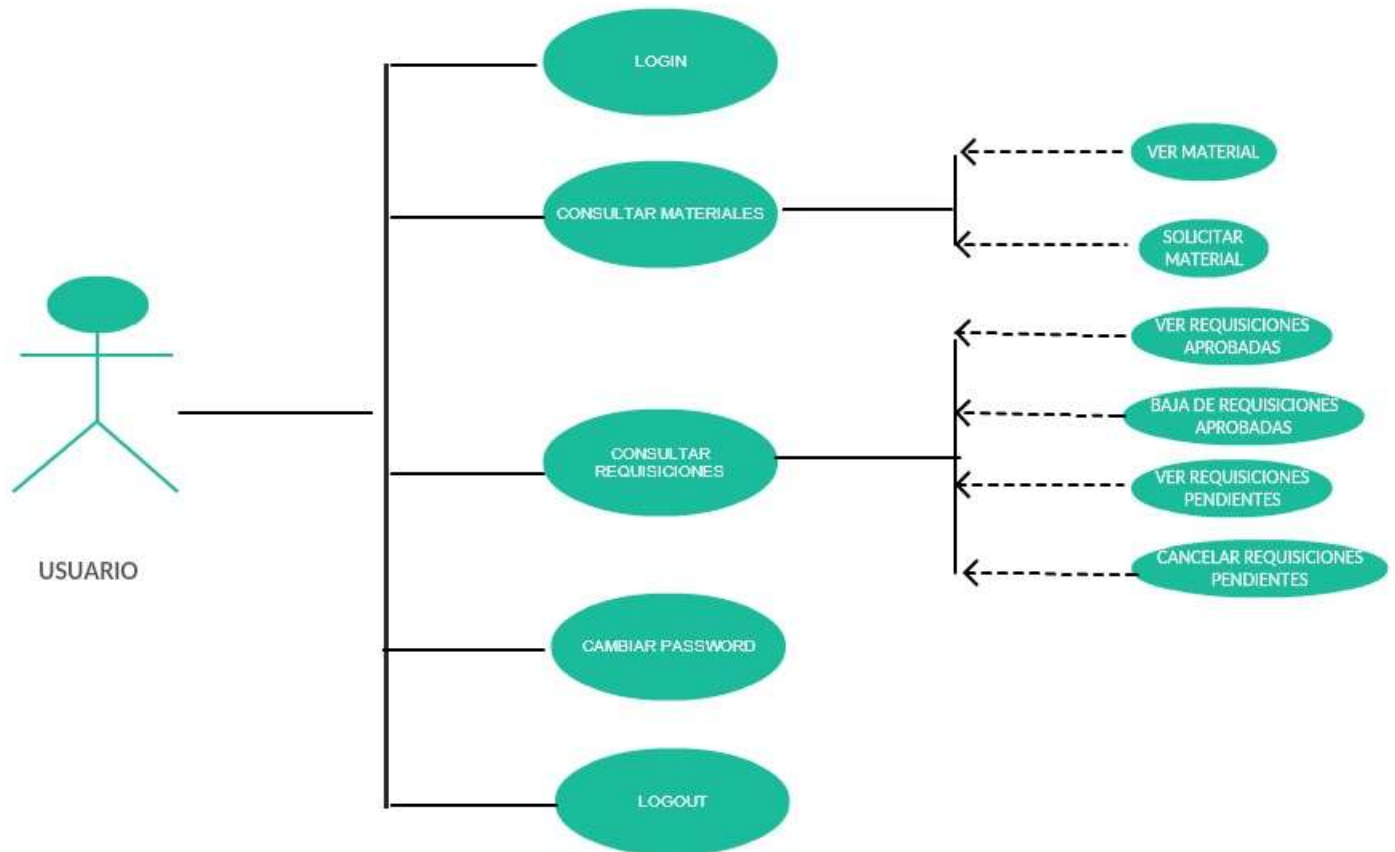 LOGIN
CONSULTAR MATERIALES
VER MATERIAL
SOLICITAR
MATERIAL
USUARIO
CONSULTAR
REQUISICIONES
VER REQUISICIONES
APROBADAS
BAJA DE REQUISICIONES
APROBADAS
VER REQUISICIONES
PENDIENTES
CANCELAR REQUISICIONES
PENDIENTES
CAMBIAR PASSWORD
LOGOUT